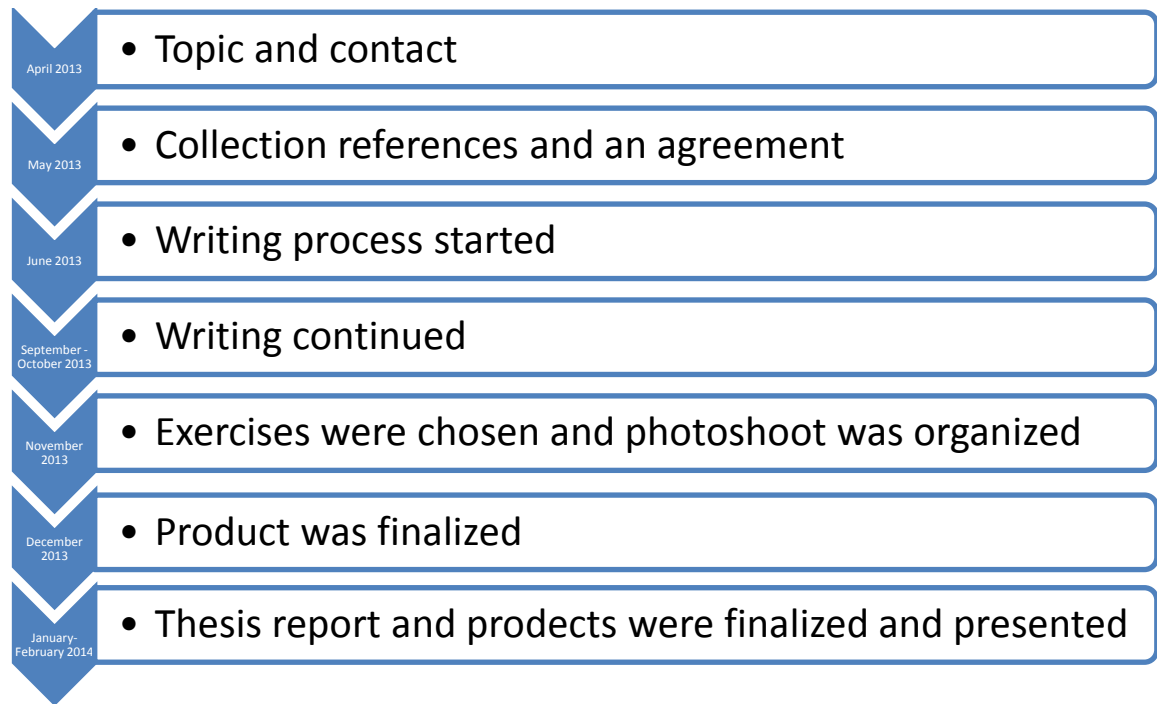 April 2013
• Topic and contact
May 2013
• Collection references and an agreement
June 2013
• Writing process started
September -
October 2013
• Writing continued
November
2013
• Exercises were chosen and photoshoot was organized
December
2013
• Product was finalized
January-
February 2014
• Thesis report and prodects were finalized and presented